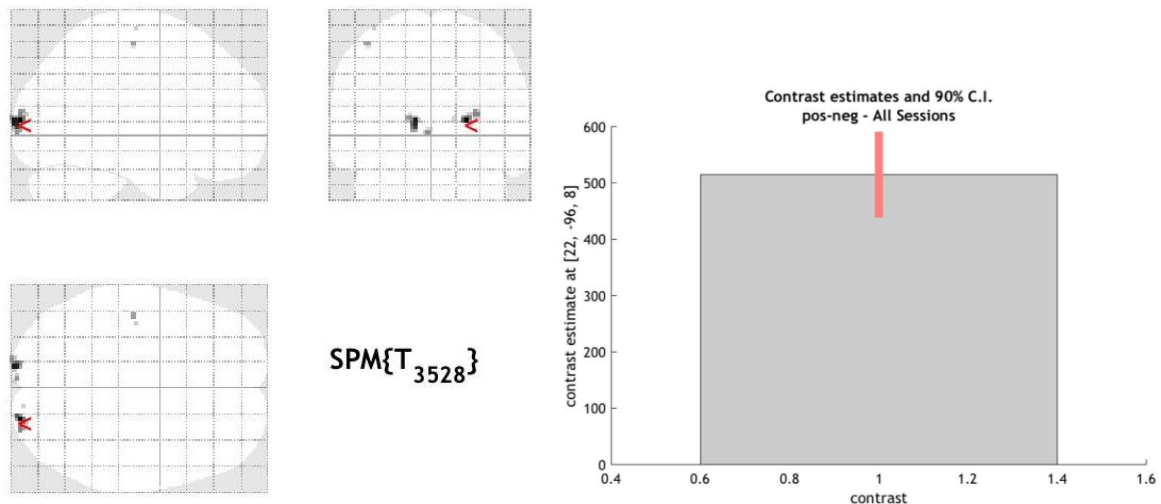 SPM{T3528}
Contrast estimates and 90% C.I.
pos-neg - All Sessions
contrast estimate at [22, -96, 8]
600
500
400
300
200
100
0
0.4 0.6 0.8 1 1.2 1.4 1.6
contrast